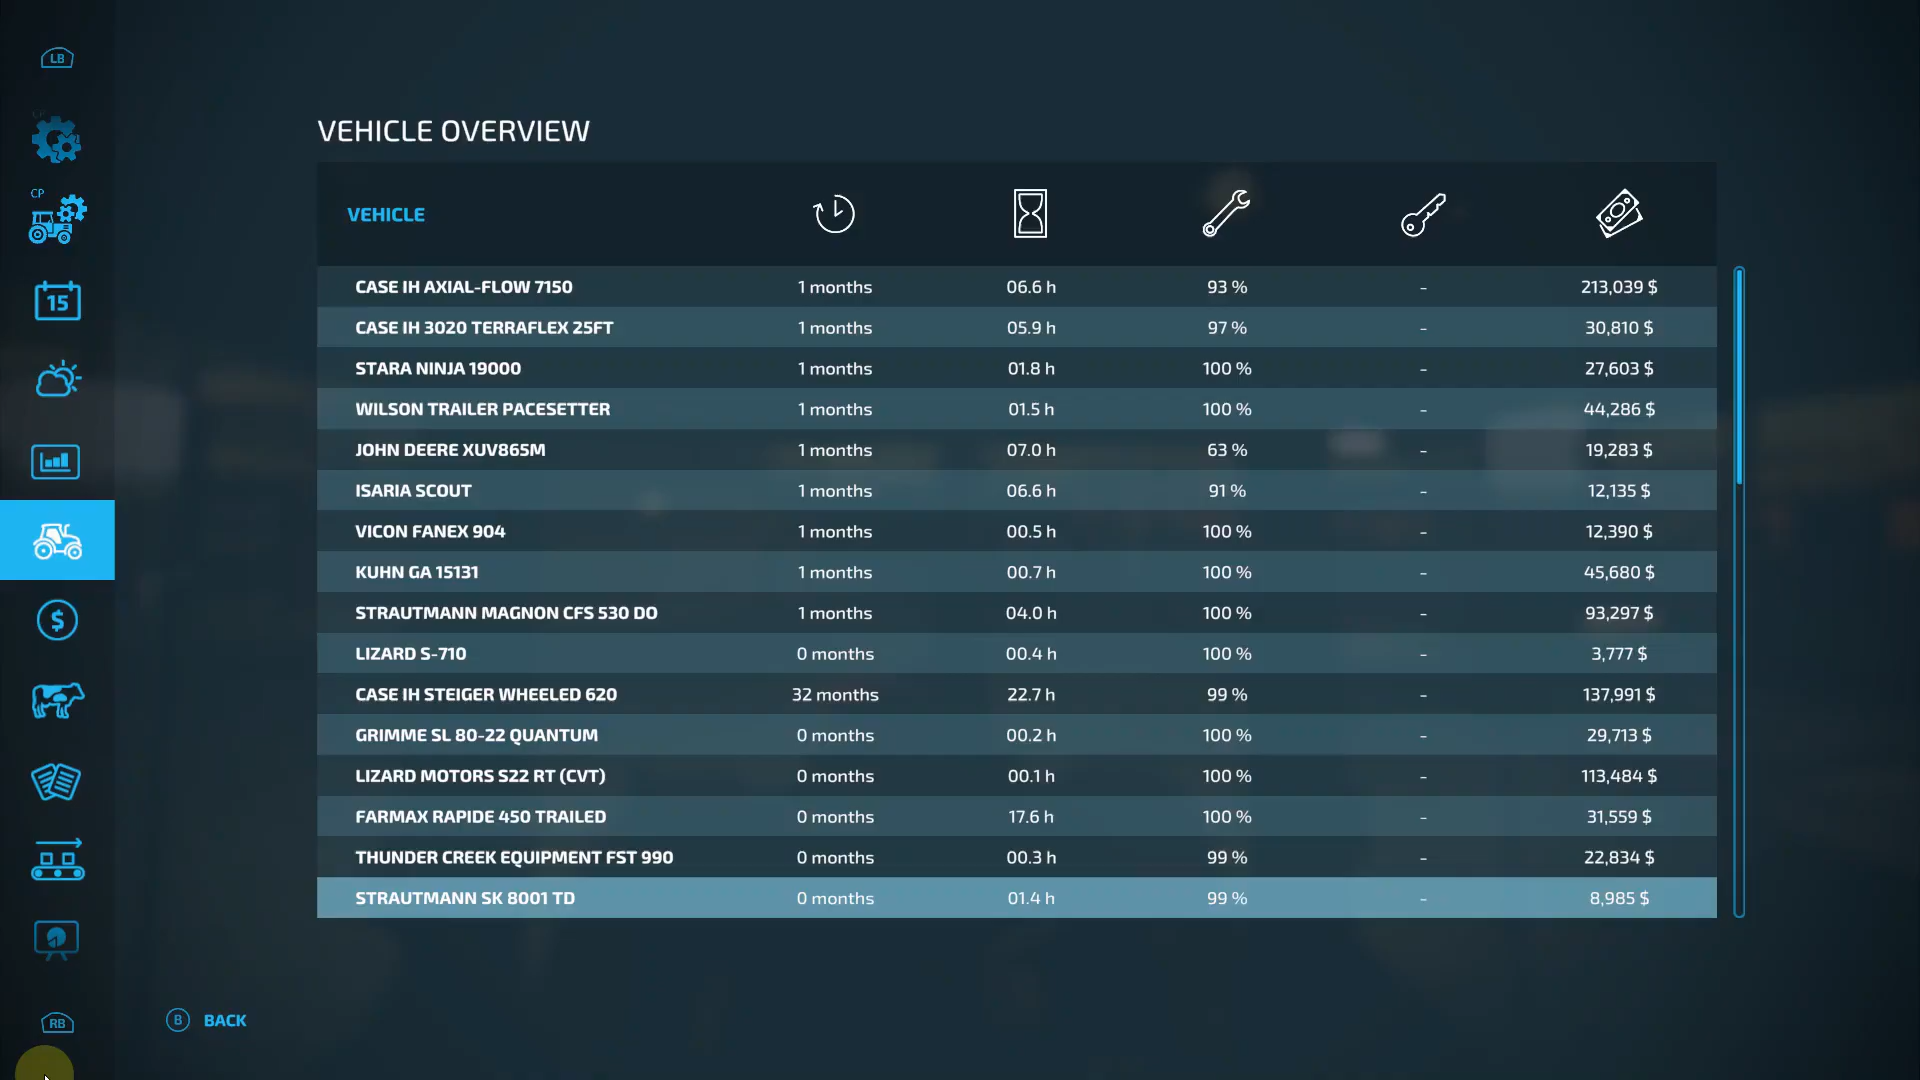 LB
CP
CP
15
$
RB
VEHICLE OVERVIEW
VEHICLE
CASE IH AXIAL-FLOW 7150 1 months 06.6 h 93 % - 213,039 $
CASE IH 3020 TERRAFLEX 25FT 1 months 05.9 h 97 % - 30,810 $
STARA NINJA 19000 1 months 01.8 h 100 % - 27,603 $
WILSON TRAILER PACESETTER 1 months 01.5 h 100 % - 44,286 $
JOHN DEERE XUV865M 1 months 07.0 h 63 % - 19,283 $
ISARIA SCOUT 1 months 06.6 h 91 % - 12,135 $
VICON FANEX 904 1 months 00.5 h 100 % - 12,390 $
KUHN GA 15131 1 months 00.7 h 100 % - 45,680 $
STRAUTMANN MAGNON CFS 530 DO 1 months 04.0 h 100 % - 93,297 $
LIZARD S-710 0 months 00.4 h 100 % - 3,777 $
CASE IH STEIGER WHEELED 620 32 months 22.7 h 99 % - 137,991 $
GRIMME SL 80-22 QUANTUM 0 months 00.2 h 100 % - 29,713 $
LIZARD MOTORS S22 RT (CVT) 0 months 00.1 h 100 % - 113,484 $
FARMAX RAPIDE 450 TRAILED 0 months 17.6 h 100 % - 31,559 $
THUNDER CREEK EQUIPMENT FST 990 0 months 00.3 h 99 % - 22,834 $
STRAUTMANN SK 8001 TD 0 months 01.4 h 99 % - 8,985 $
B BACK